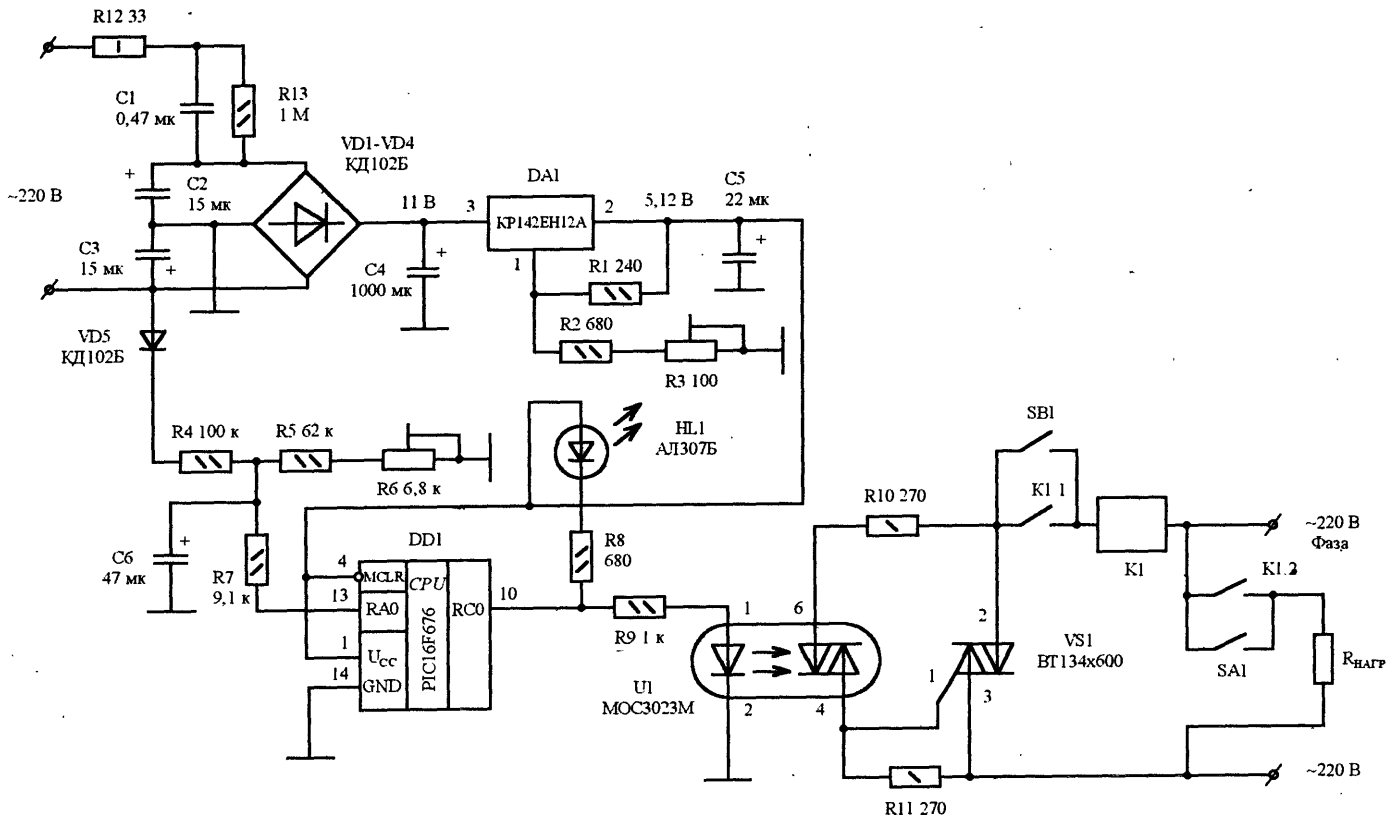 R12 33
C1
0,47 мк
R13
1 М
VD1-VD4
КД102Б
~220 В
C2
15 мк
+
C3
15 мк
+
11 В
3
DA1
КР142ЕН12А
2
1
5,12 В
C5
22 мк
+
C4
1000 мк
+
R1 240
R2 680
R3 100
VD5
КД102Б
R4 100 к
R5 62 к
R6 6,8 к
HL1
АЛ307Б
C6
47 мк
+
R7
9,1 к
DD1
4
MCLR
CPU
13
RA0
RC0
10
1
UCC
PIC16F676
14
GND
R8
680
R9 1 к
1
6
U1
МОС3023М
2
4
R10 270
SB1
K1 1
K1
~220 В
Фаза
K1.2
SA1
RНАГР
2
VS1
BT134x600
1
3
R11 270
~220 В